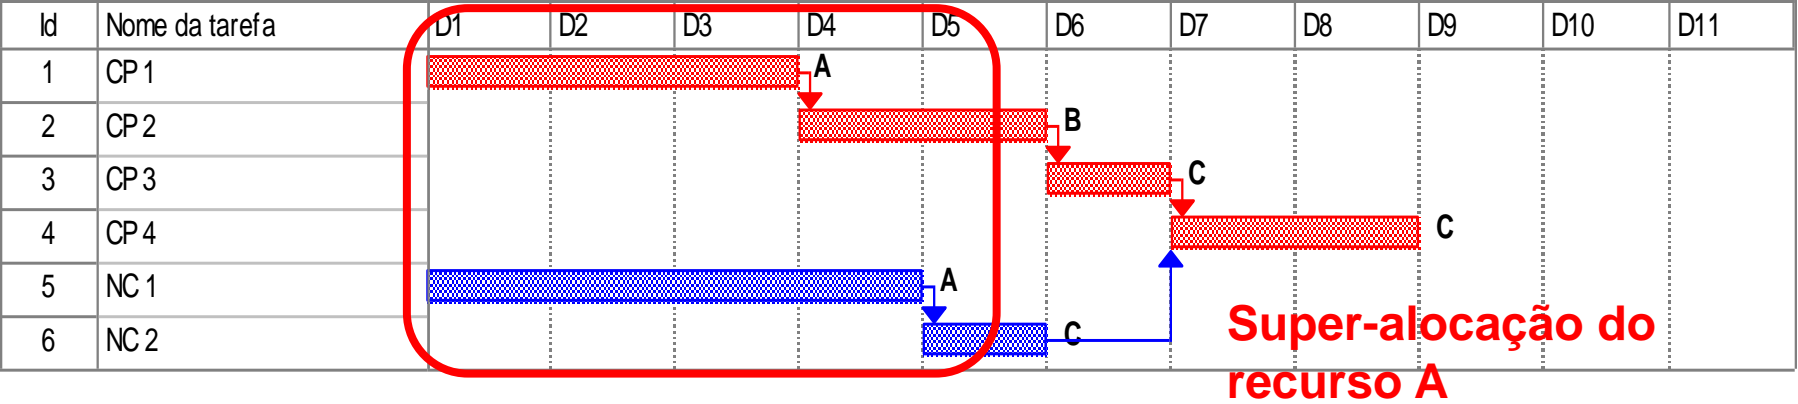 Id Nome da tarefa D1 D2 D3 D4 D5 D6 D7 D8 D9 D10 D11
1 CP 1 A
2 CP 2 B
3 CP 3 C
4 CP 4 C
5 NC 1 A
6 NC 2 C
Super-alocação do
recurso A